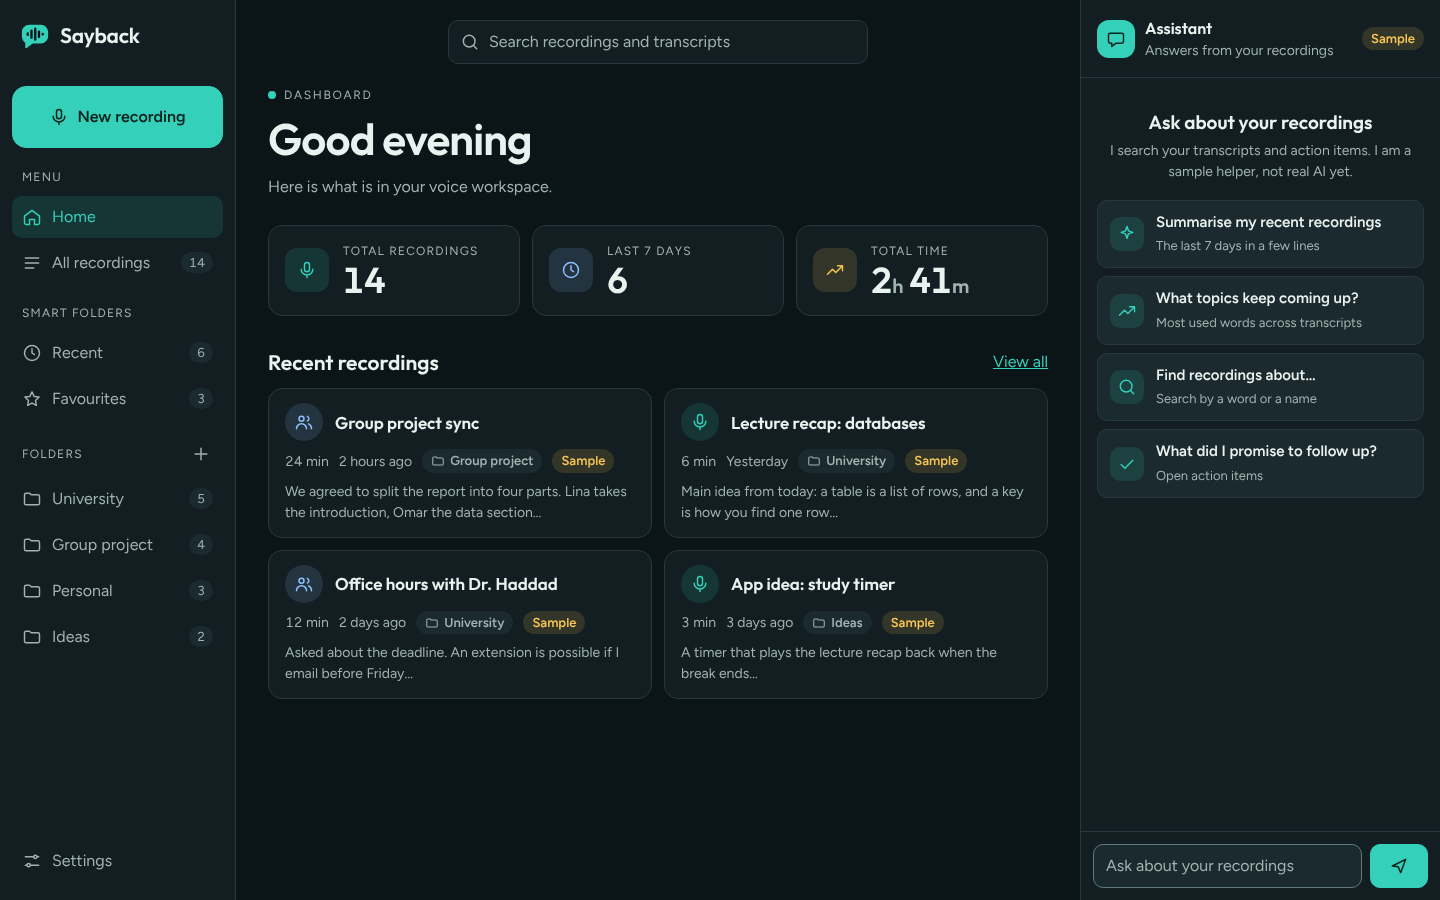 Sayback
New recording
MENU
Home
All recordings 14
SMART FOLDERS
Recent 6
Favourites 3
FOLDERS
University 5
Group project 4
Personal 3
Ideas 2
Settings
Search recordings and transcripts
DASHBOARD
Good evening
Here is what is in your voice workspace.
TOTAL RECORDINGS
14
LAST 7 DAYS
6
TOTAL TIME
2h 41m
Recent recordings
View all
Group project sync
24 min 2 hours ago Group project Sample
We agreed to split the report into four parts. Lina takes
the introduction, Omar the data section...
Lecture recap: databases
6 min Yesterday University Sample
Main idea from today: a table is a list of rows, and a key
is how you find one row...
Office hours with Dr. Haddad
12 min 2 days ago University Sample
Asked about the deadline. An extension is possible if I
email before Friday...
App idea: study timer
3 min 3 days ago Ideas Sample
A timer that plays the lecture recap back when the
break ends...
Assistant
Answers from your recordings
Sample
Ask about your recordings
I search your transcripts and action items. I am a
sample helper, not real AI yet.
Summarise my recent recordings
The last 7 days in a few lines
What topics keep coming up?
Most used words across transcripts
Find recordings about...
Search by a word or a name
What did I promise to follow up?
Open action items
Ask about your recordings